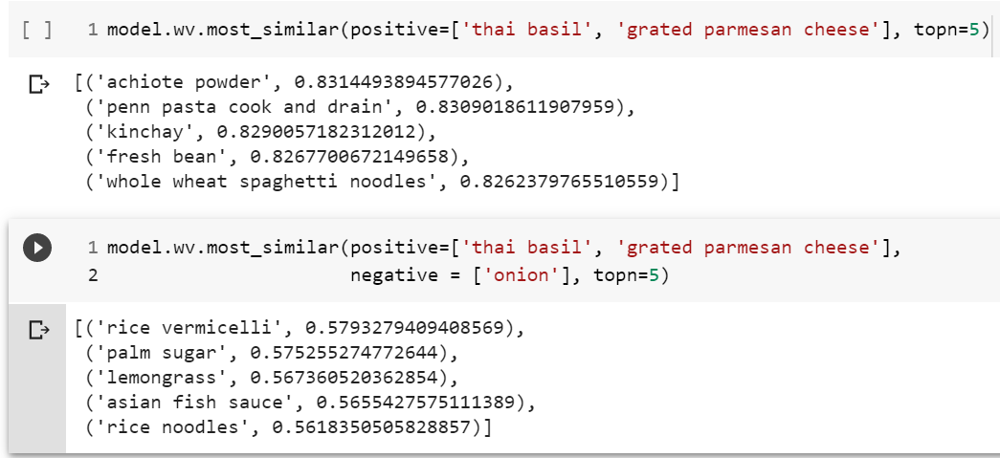 [ ] 1 model.wv.most_similar(positive=['thai basil', 'grated parmesan cheese'], topn=5)
[('achiote powder', 0.8314493894577026),
('penn pasta cook and drain', 0.8309018611907959),
('kinchay', 0.8290057182312012),
('fresh bean', 0.8267700672149658),
('whole wheat spaghetti noodles', 0.8262379765510559)]
1 model.wv.most_similar(positive=['thai basil', 'grated parmesan cheese'],
2 negative = ['onion'], topn=5)
[('rice vermicelli', 0.5793279409408569),
('palm sugar', 0.575255274772644),
('lemongrass', 0.567360520362854),
('asian fish sauce', 0.5655427575111389),
('rice noodles', 0.5618350505828857)]